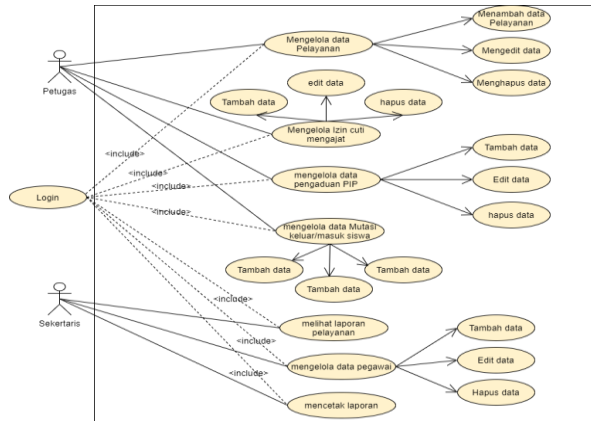 Menambah data
Pelayanan
Mengelola data
Pelayanan
Mengedit data
Petugas
edit data
Menghapus data
Tambah data
hapus data
Mengelola Izin cuti
mengajat
<include>
Tambah data
<include>
mengelola data
pengaduan PIP
<include>
Edit data
Login
<include>
hapus data
mengelola data Mutasi
keluar/masuk siswa
Tambah data
Tambah data
Tambah data
<include>
melihat laporan
pelayanan
Tambah data
Sekertaris
<include>
mengelola data pegawai
Edit data
<include>
Hapus data
mencetak laporan